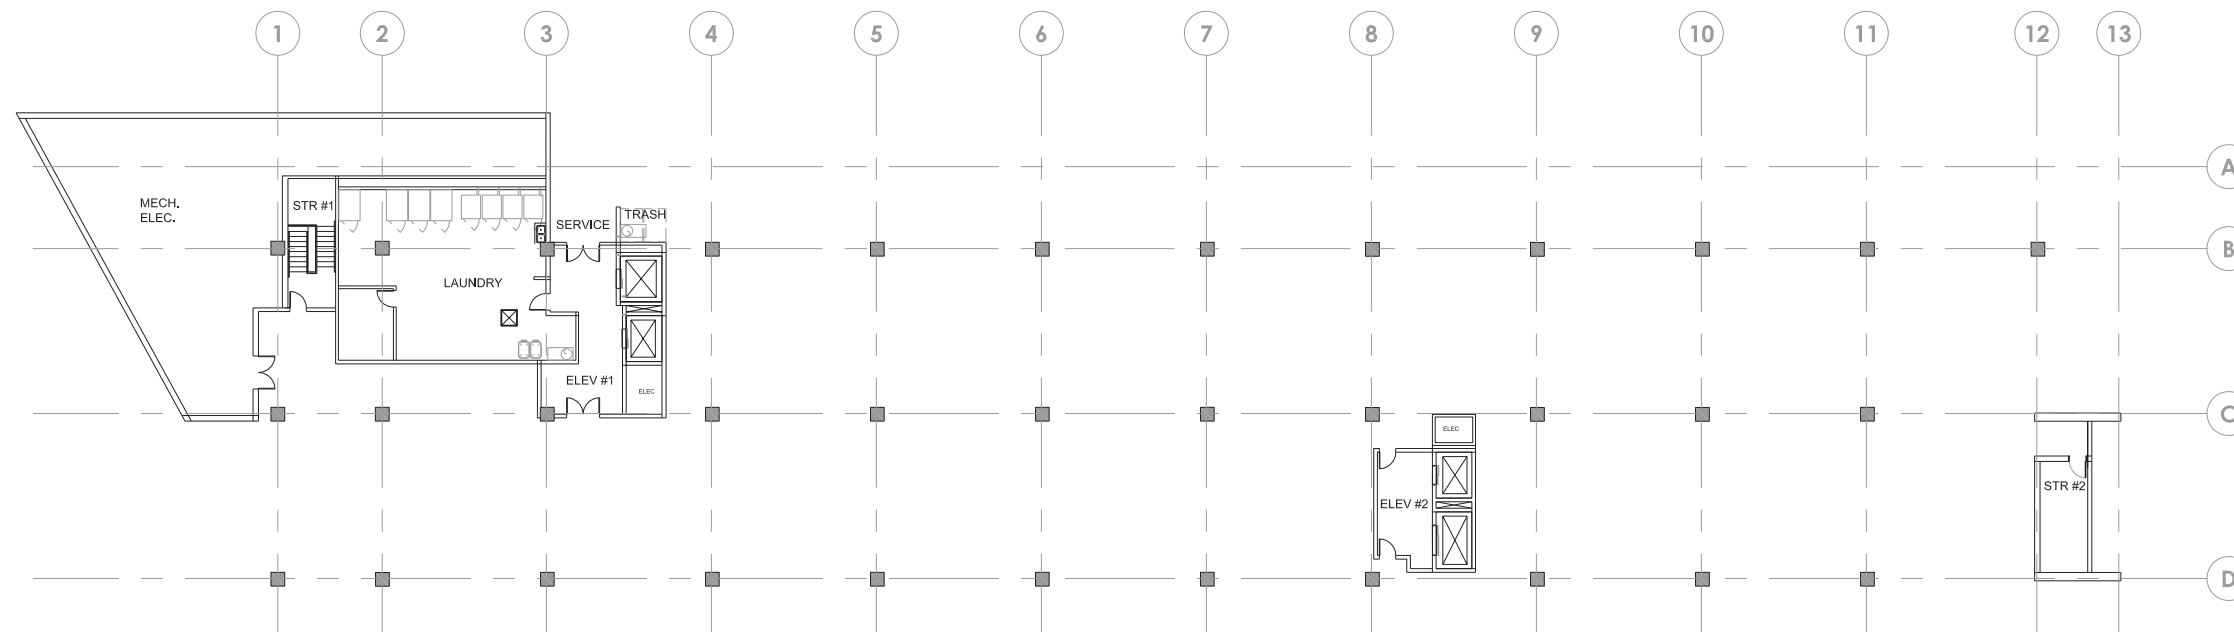 1 2 3 4 5 6 7 8 9 10 11 12 13
A
MECH.
ELEC.
STR #1
TRASH
SERVICE
B
LAUNDRY
ELEV #1
ELEC
C
ELEC
STR #2
ELEV #2
D